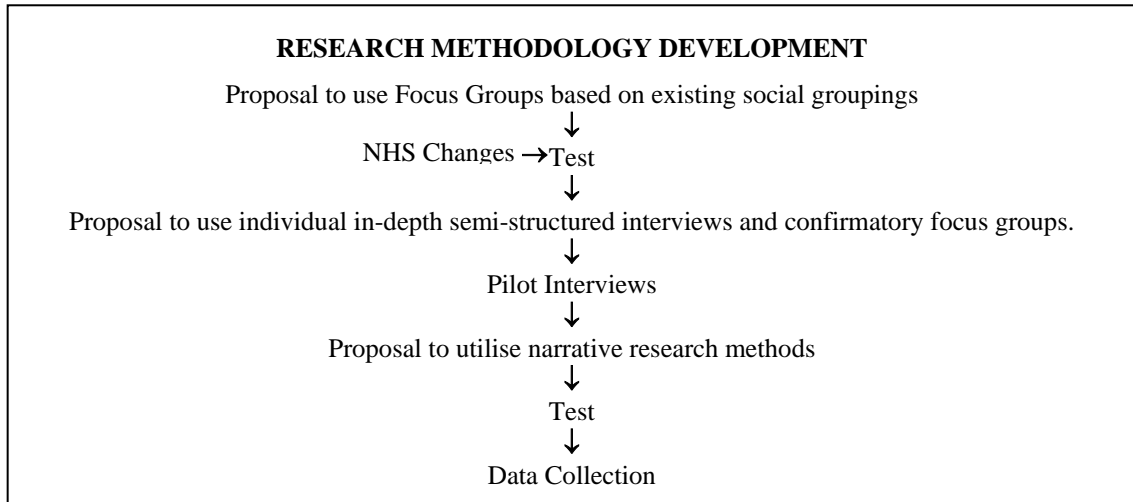 RESEARCH METHODOLOGY DEVELOPMENT
Proposal to use Focus Groups based on existing social groupings
↓
NHS Changes →Test
↓
Proposal to use individual in-depth semi-structured interviews and confirmatory focus groups.
↓
Pilot Interviews
↓
Proposal to utilise narrative research methods
↓
Test
↓
Data Collection